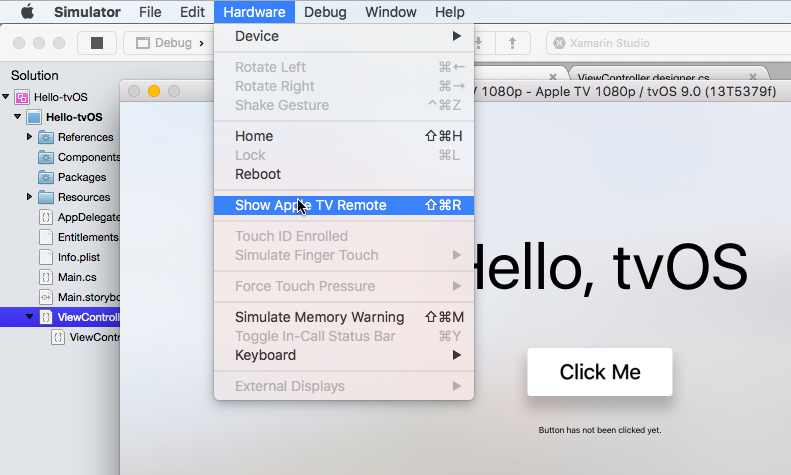 Simulator File Edit Hardware Debug Window Help
Debug
Xamarin Studio
Solution
ViewController.designer.cs
1080p - Apple TV 1080p / tvOS 9.0 (13T5379f)
Hello-tvOS
Hello-tvOS
References
Components
Packages
Resources
AppDelegate
Entitlements.
Info.plist
Main.cs
Main.storybo
ViewControll
ViewContr
Device
Rotate Left ⌘←
Rotate Right ⌘→
Shake Gesture ^⌘Z
Home ⇧⌘H
Lock ⌘L
Reboot
Show Apple TV Remote ⇧⌘R
Touch ID Enrolled
Simulate Finger Touch
Force Touch Pressure
Simulate Memory Warning ⇧⌘M
Toggle In-Call Status Bar ⌘Y
Keyboard
External Displays
Hello, tvOS
Click Me
Button has not been clicked yet.